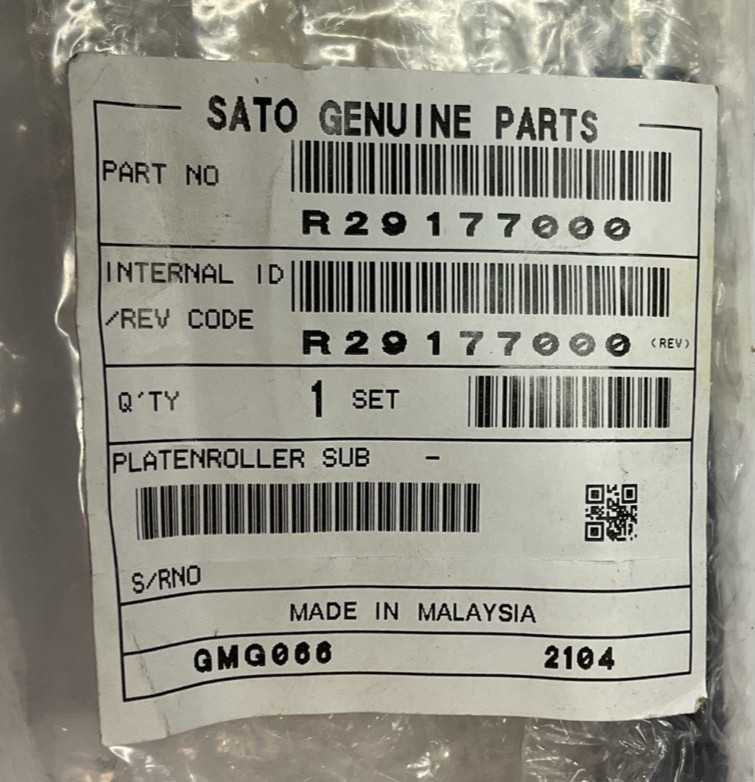 SATO GENUINE PARTS
PART NO
R29177000
INTERNAL ID
/REV CODE
R29177000 (REV)
Q'TY 1 SET
PLATENROLLER SUB -
S/RNO
MADE IN MALAYSIA
GMG066 2104